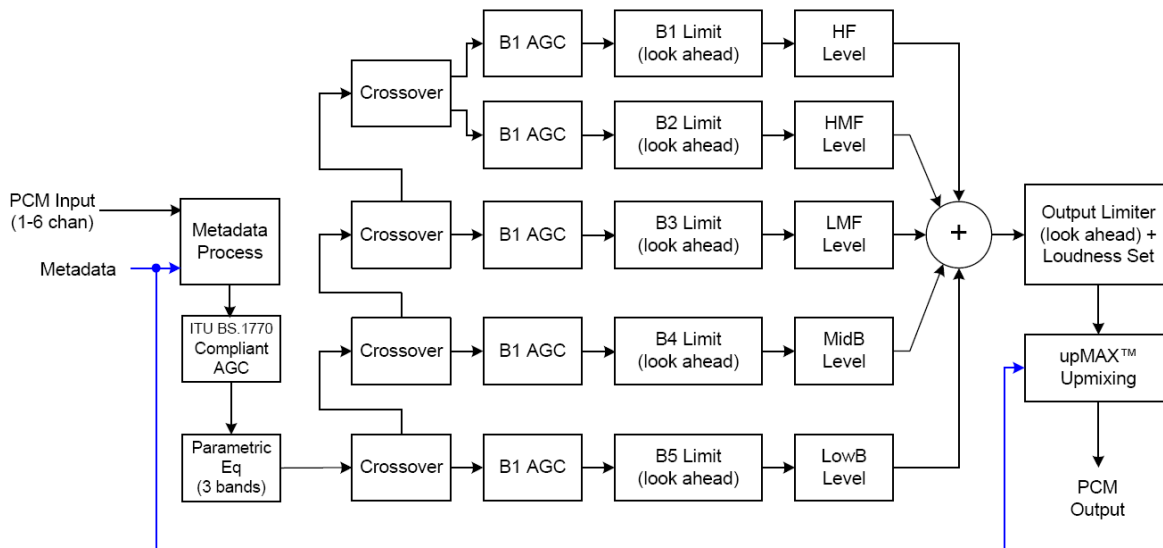 B1 AGC
B1 Limit
(look ahead)
HF
Level
Crossover
B1 AGC
B2 Limit
(look ahead)
HMF
Level
PCM Input
(1-6 chan)
Metadata
Process
Metadata
Crossover
B1 AGC
B3 Limit
(look ahead)
LMF
Level
+
Output Limiter
(look ahead) +
Loudness Set
ITU BS.1770
Compliant
AGC
Crossover
B1 AGC
B4 Limit
(look ahead)
MidB
Level
upMAX™
Upmixing
Parametric
Eq
(3 bands)
Crossover
B1 AGC
B5 Limit
(look ahead)
LowB
Level
PCM
Output